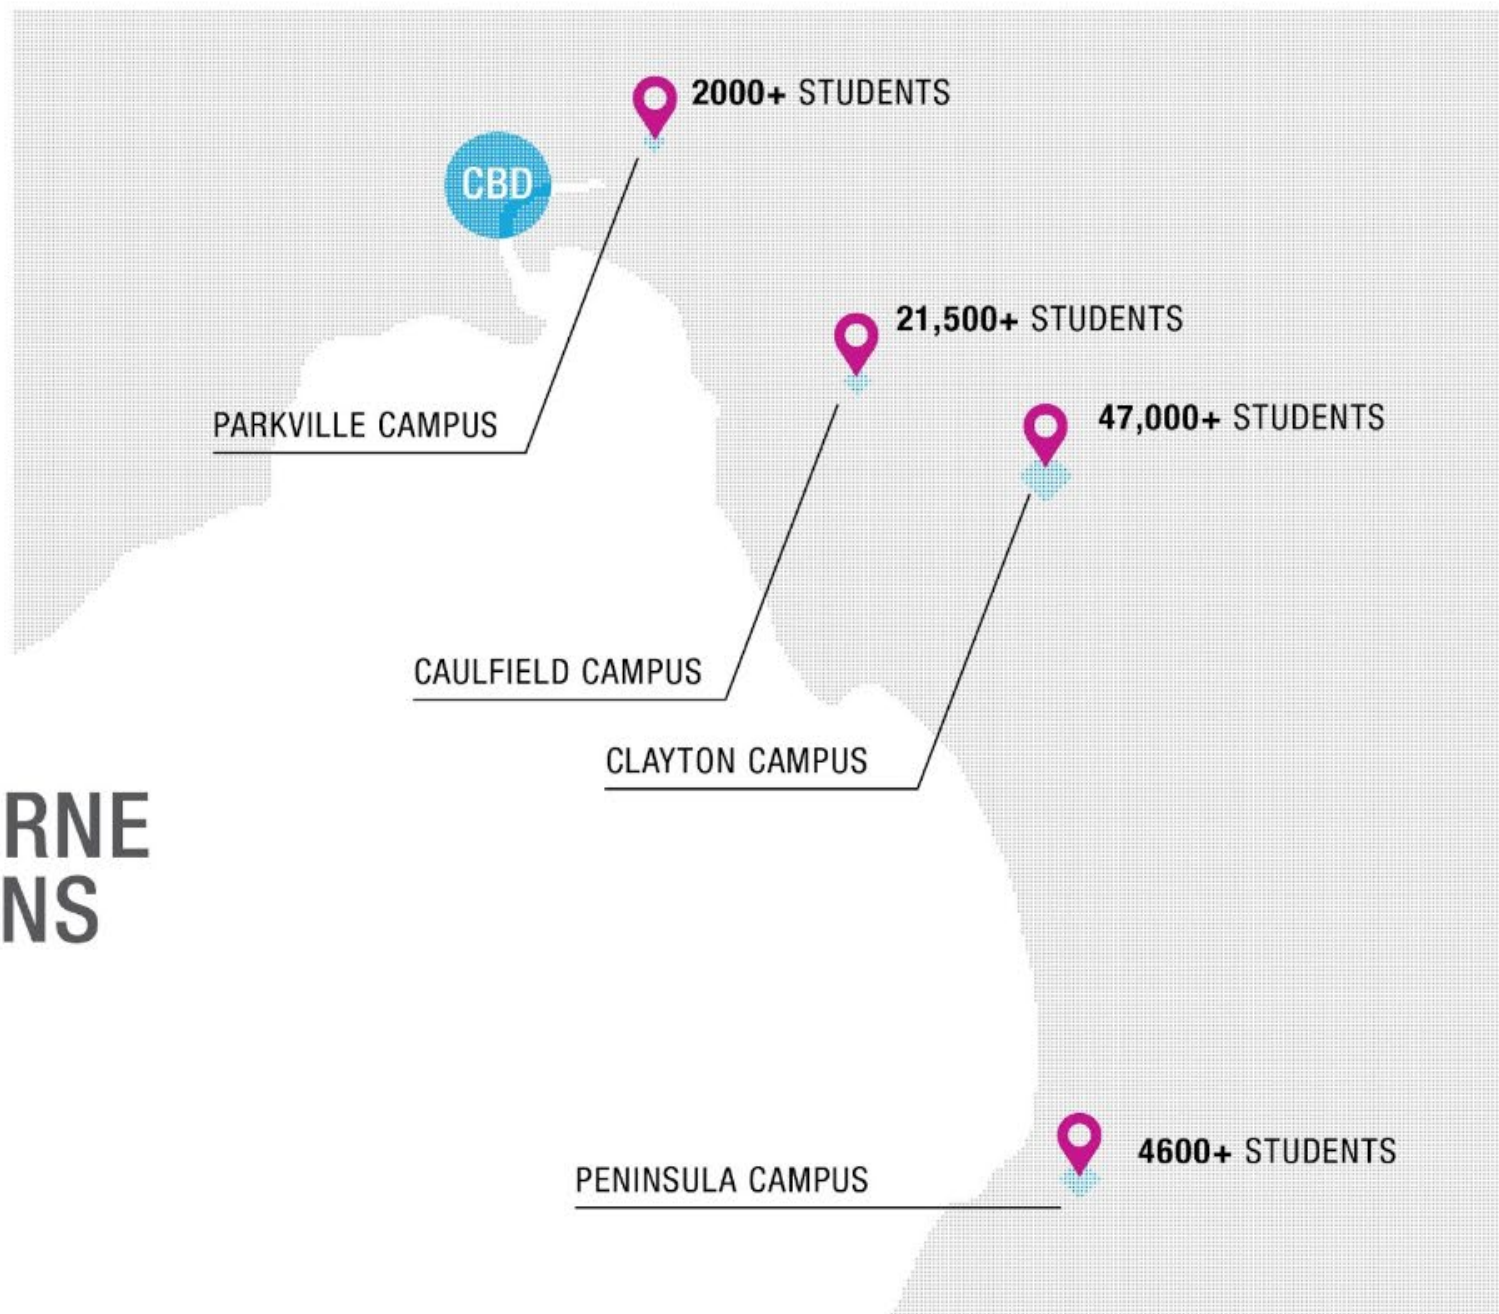 2000+ STUDENTS
CBD
21,500+ STUDENTS
47,000+ STUDENTS
PARKVILLE CAMPUS
CAULFIELD CAMPUS
CLAYTON CAMPUS
RNE
NS
4600+ STUDENTS
PENINSULA CAMPUS